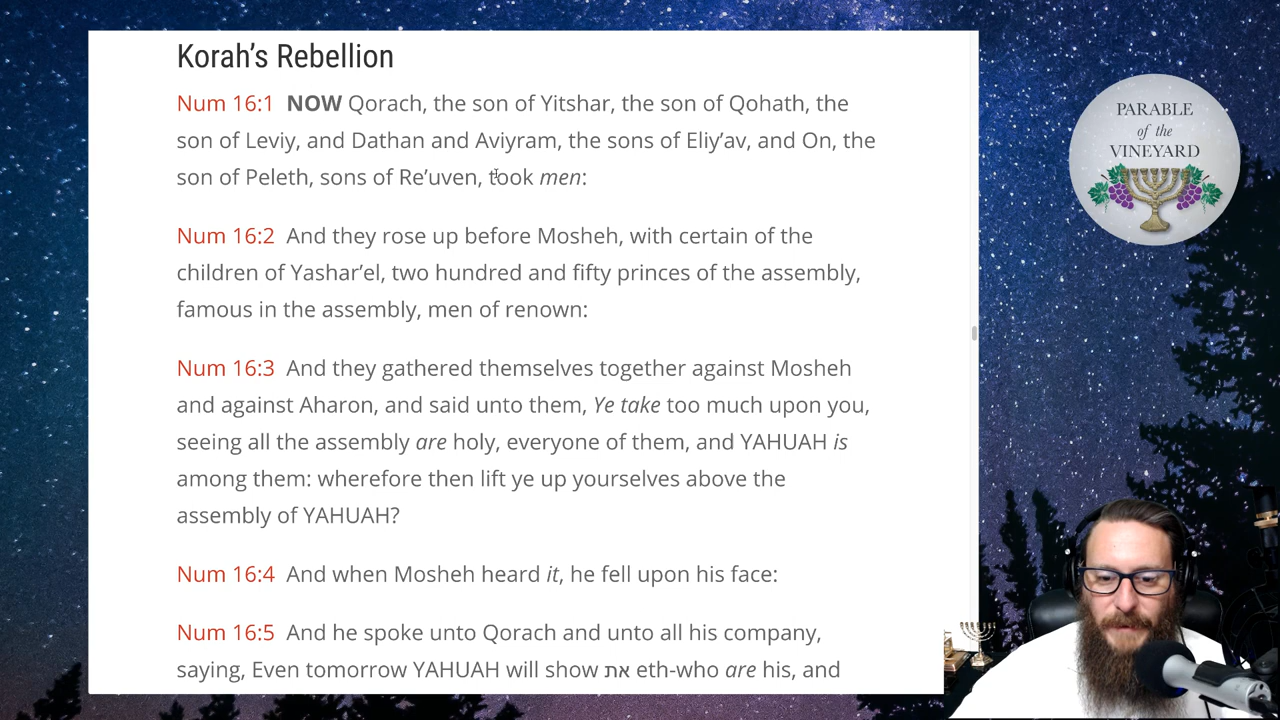 Korah’s Rebellion
Num 16:1 NOW Qorach, the son of Yitshar, the son of Qohath, the
son of Leviy, and Dathan and Aviyram, the sons of Eliy’av, and On, the
son of Peleth, sons of Re’uven, took men:
Num 16:2 And they rose up before Mosheh, with certain of the
children of Yashar’el, two hundred and fifty princes of the assembly,
famous in the assembly, men of renown:
Num 16:3 And they gathered themselves together against Mosheh
and against Aharon, and said unto them, Ye take too much upon you,
seeing all the assembly are holy, everyone of them, and YAHUAH is
among them: wherefore then lift ye up yourselves above the
assembly of YAHUAH?
Num 16:4 And when Mosheh heard it, he fell upon his face:
Num 16:5 And he spoke unto Qorach and unto all his company,
saying, Even tomorrow YAHUAH will show את eth-who are his, and
PARABLE
of the
VINEYARD